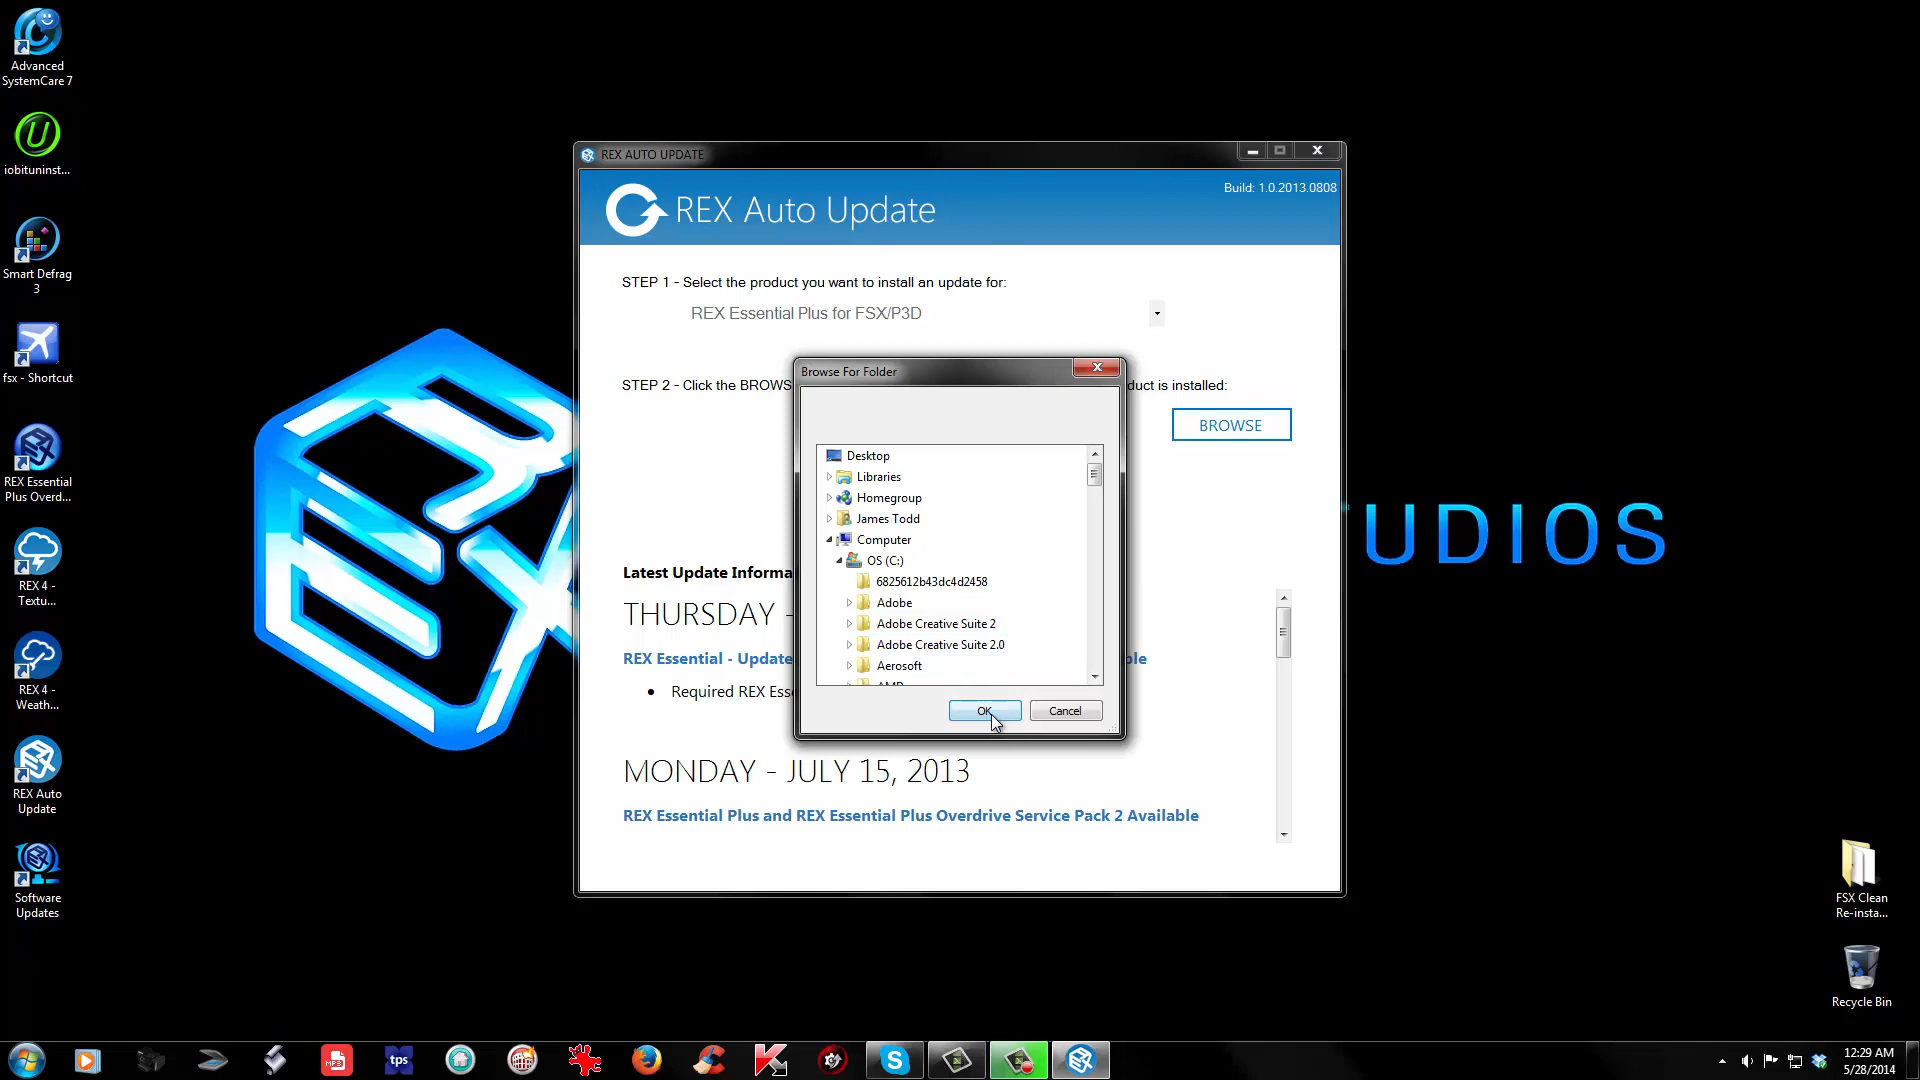 Advanced
SystemCare 7
iobituninst...
Smart Defrag
3
fsx - Shortcut
REX Essential
Plus Overd...
REX 4 -
Textu...
REX 4 -
Weath...
REX Auto
Update
Software
Updates
REX AUTO UPDATE
Build: 1.0.2013.0808
REX Auto Update
STEP 1 - Select the product you want to install an update for:
REX Essential Plus for FSX/P3D
STEP 2 - Click the BROWS
duct is installed:
BROWSE
Browse For Folder
Desktop
Libraries
Homegroup
James Todd
Computer
OS (C:)
6825612b43dc4d2458
Adobe
Adobe Creative Suite 2
Adobe Creative Suite 2.0
Aerosoft
AMD
OK
Cancel
Latest Update Informa
THURSDAY -
REX Essential - Update
ble
Required REX Esse
MONDAY - JULY 15, 2013
REX Essential Plus and REX Essential Plus Overdrive Service Pack 2 Available
UDIOS
FSX Clean
Re-insta...
Recycle Bin
MP3
tps
12:29 AM
5/28/2014